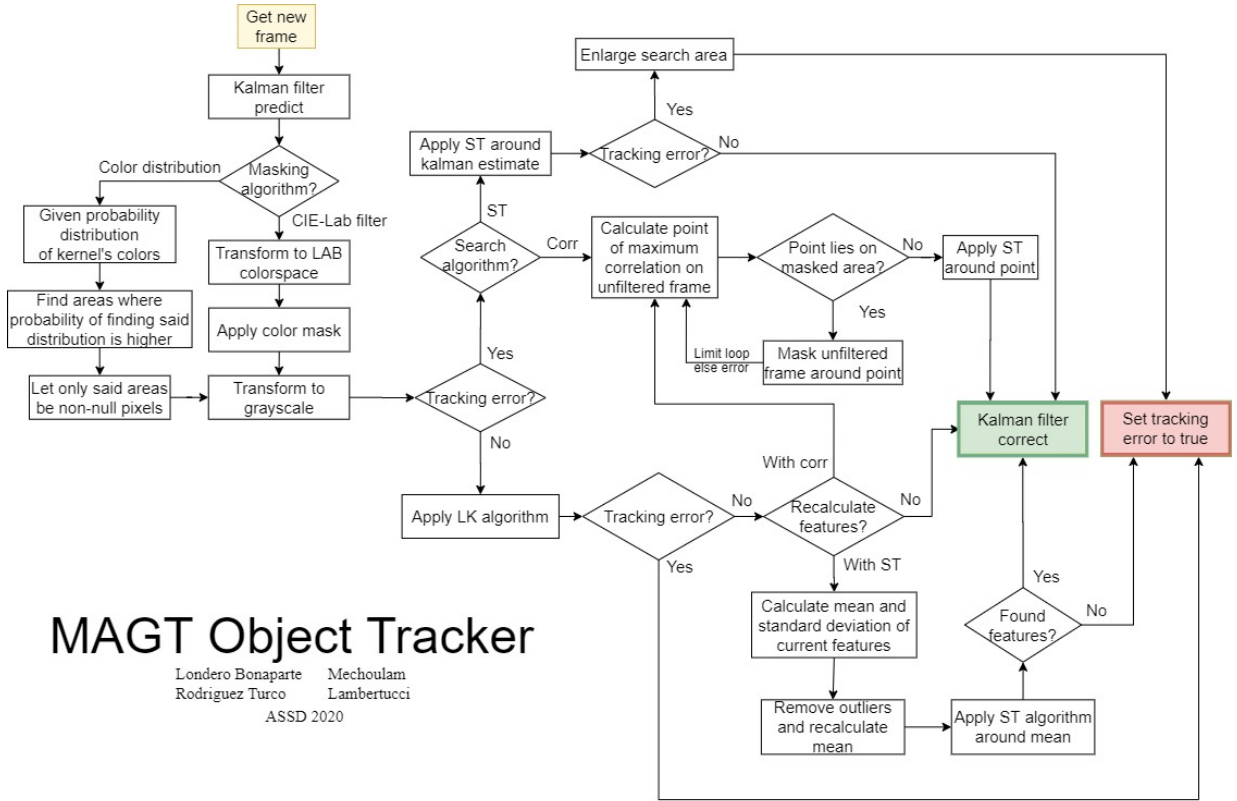 Get new
frame
Kalman filter
predict
Color distribution
Masking
algorithm?
CIE-Lab filter
Given probability
distribution
of kernel's colors
Transform to LAB
colorspace
Find areas where
probability of finding said
distribution is higher
Apply color mask
Let only said areas
be non-null pixels
Transform to
grayscale
Tracking error?
Yes
No
Search
algorithm?
ST
Corr
Apply ST around
kalman estimate
Tracking error?
Yes
No
Enlarge search area
Calculate point
of maximum
correlation on
unfiltered frame
Point lies on
masked area?
No
Yes
Apply ST
around point
Limit loop
else error
Mask unfiltered
frame around point
Kalman filter
correct
Set tracking
error to true
Apply LK algorithm
Tracking error?
No
Yes
With corr
Recalculate
features?
No
With ST
Calculate mean and
standard deviation of
current features
Remove outliers
and recalculate
mean
Apply ST algorithm
around mean
Found
features?
Yes
No
MAGT Object Tracker
Londero Bonaparte Mechoulam
Rodriguez Turco Lambertucci
ASSD 2020